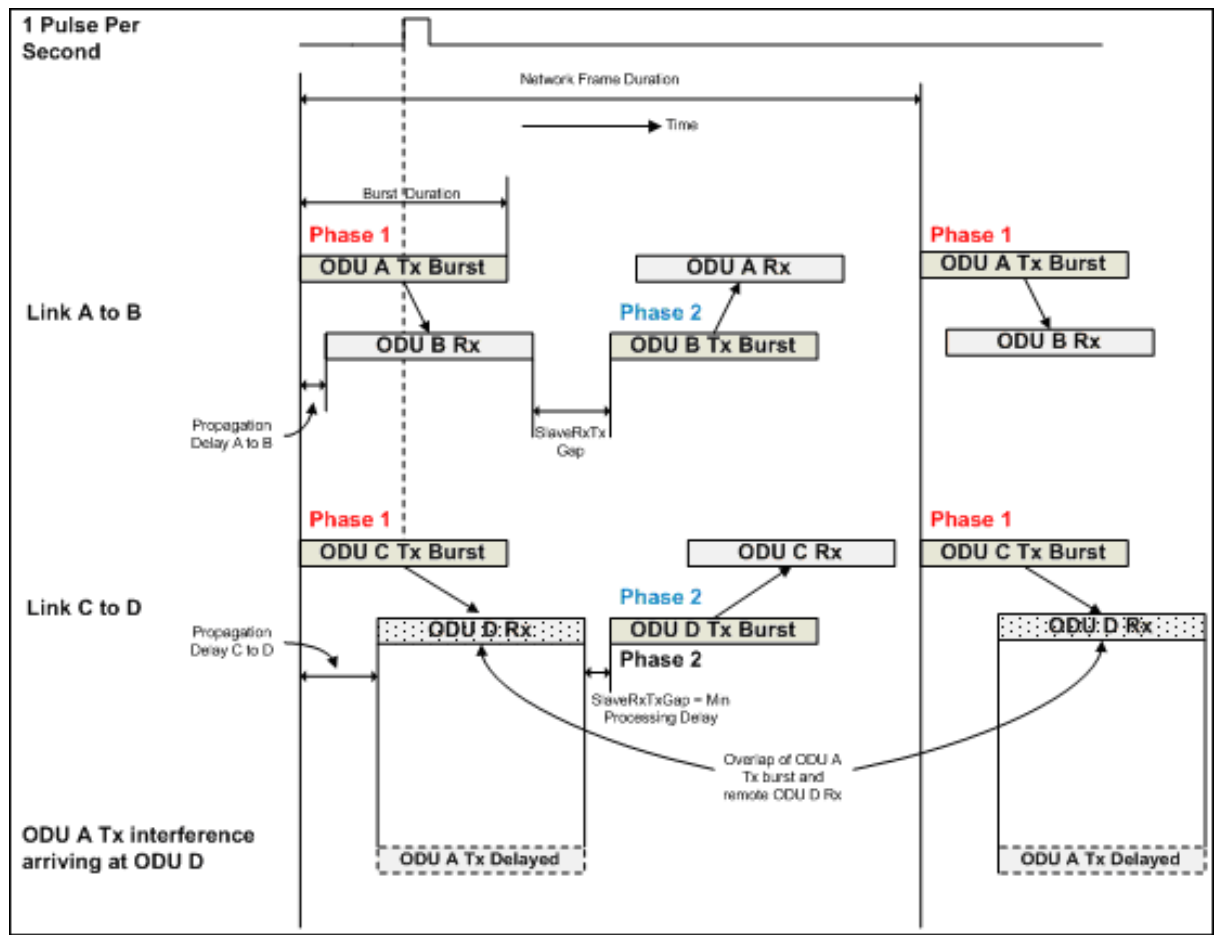 1 Pulse Per
Second
Network Frame Duration
Time
Burst Duration
Phase 1
Phase 1
ODU A Tx Burst
ODU A Rx
ODU A Tx Burst
Link A to B
Phase 2
ODU B Rx
ODU B Tx Burst
ODU B Rx
Propagation
Delay A to B
SlaveRxTx
Gap
Phase 1
Phase 1
ODU C Tx Burst
ODU C Rx
ODU C Tx Burst
Link C to D
Phase 2
ODU D Rx
ODU D Tx Burst
ODU D Rx
Propagation
Delay C to D
Phase 2
SlaveRxTxGap = Min
Processing Delay
Overlap of ODU A
Tx burst and
remote ODU D Rx
ODU A Tx interference
arriving at ODU D
ODU A Tx Delayed
ODU A Tx Delayed